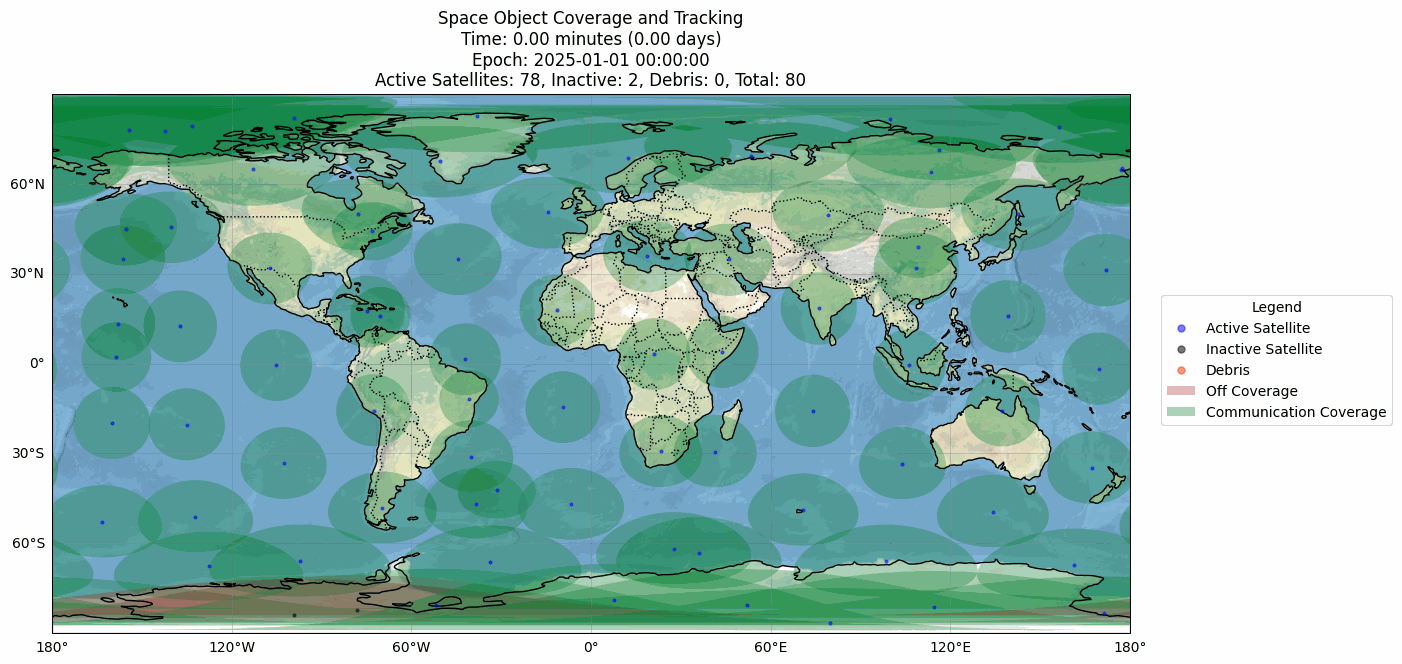 Space Object Coverage and Tracking
Time: 0.00 minutes (0.00 days)
Epoch: 2025-01-01 00:00:00
Active Satellites: 78, Inactive: 2, Debris: 0, Total: 80
60°N
30°N
0°
30°S
60°S
180°
120°W
60°W
0°
60°E
120°E
180°
Legend
Active Satellite
Inactive Satellite
Debris
Off Coverage
Communication Coverage